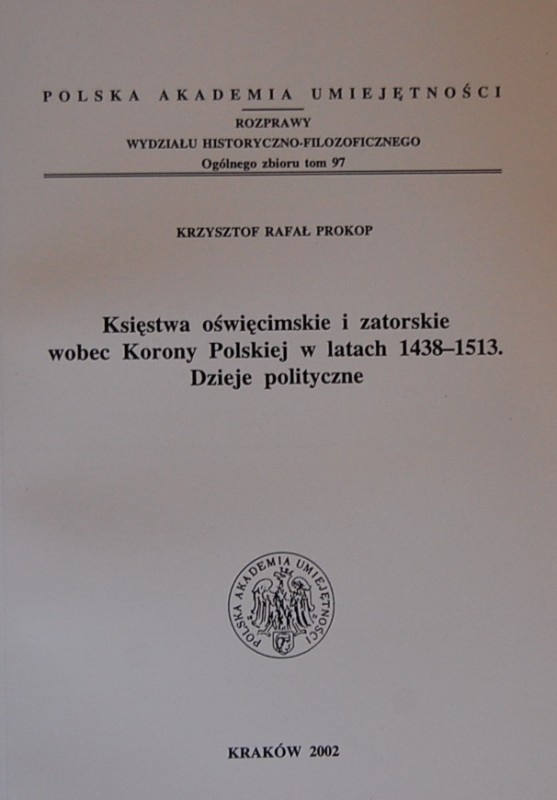 POLSKA AKADEMIA UMIEJĘTNOŚCI
ROZPRAWY
WYDZIAŁU HISTORYCZNO-FILOZOFICZNEGO
Ogólnego zbioru tom 97
KRZYSZTOF RAFAŁ PROKOP
Księstwa oświęcimskie i zatorskie
wobec Korony Polskiej w latach 1438–1513.
Dzieje polityczne
POLSKA AKADEMIA UMIEJĘTNOŚCI
KRAKÓW 2002